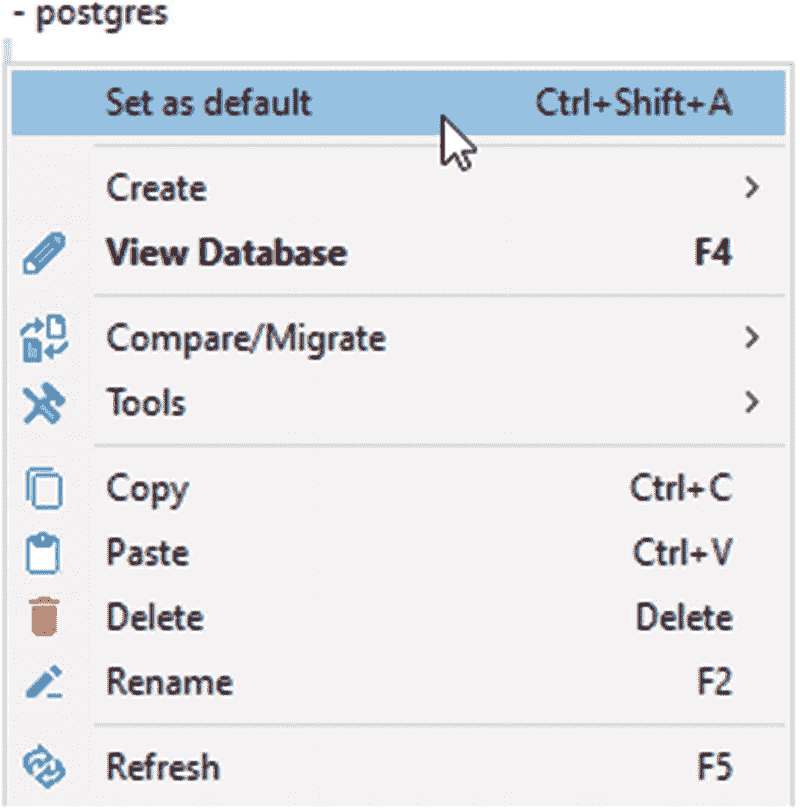 - postgres
Set as default Ctrl+Shift+A
Create
View Database F4
Compare/Migrate
Tools
Copy Ctrl+C
Paste Ctrl+V
Delete Delete
Rename F2
Refresh F5